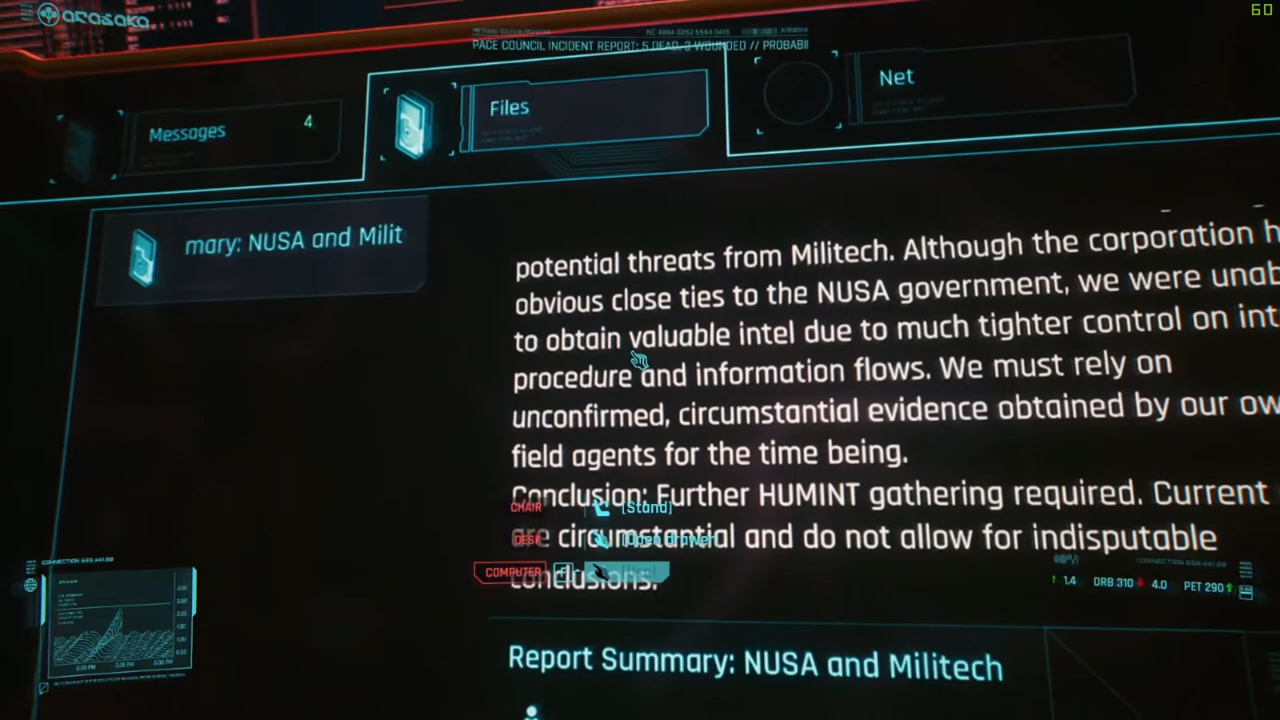 arasaka
60
PACE COUNCIL INCIDENT REPORT: 5 DEAD, 3 WOUNDED // PROBABI
Messages 4
Files
Net
mary: NUSA and Milit
potential threats from Militech. Although the corporation h
obvious close ties to the NUSA government, we were unab
to obtain valuable intel due to much tighter control on int
procedure and information flows. We must rely on
unconfirmed, circumstantial evidence obtained by our ow
field agents for the time being.
Conclusion: Further HUMINT gathering required. Current
are circumstantial and do not allow for indisputable
conclusions.
CHAIR [Stand]
DESK [Open drawer]
COMPUTER
1.4 ORB 310 4.0 PET 290
Report Summary: NUSA and Militech